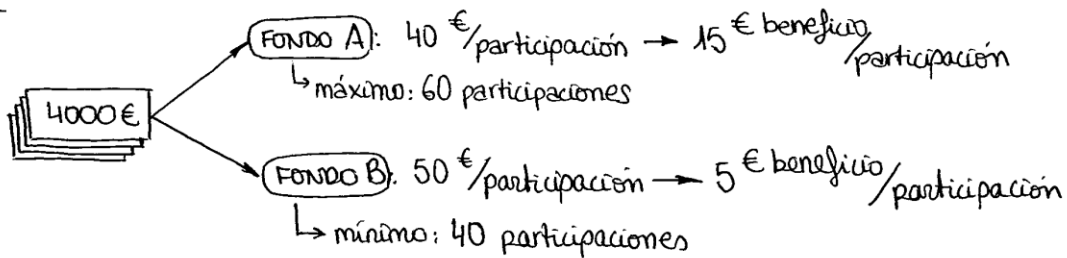 FONDO A: 40 €/participación → 15 € beneficio/participación
↳ máximo: 60 participaciones
4000 €
FONDO B: 50 €/participación → 5 € beneficio/participación
↳ mínimo: 40 participaciones